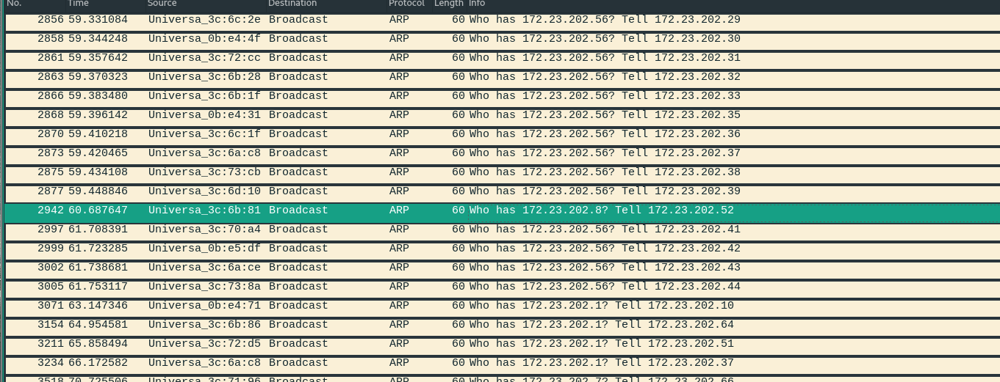 No. Time Source Destination Protocol Length Info
2856 59.331084 Universa_3c:6c:2e Broadcast ARP 60 Who has 172.23.202.56? Tell 172.23.202.29
2858 59.344248 Universa_0b:e4:4f Broadcast ARP 60 Who has 172.23.202.56? Tell 172.23.202.30
2861 59.357642 Universa_3c:72:cc Broadcast ARP 60 Who has 172.23.202.56? Tell 172.23.202.31
2863 59.370323 Universa_3c:6b:28 Broadcast ARP 60 Who has 172.23.202.56? Tell 172.23.202.32
2866 59.383480 Universa_3c:6b:1f Broadcast ARP 60 Who has 172.23.202.56? Tell 172.23.202.33
2868 59.396142 Universa_0b:e4:31 Broadcast ARP 60 Who has 172.23.202.56? Tell 172.23.202.35
2870 59.410218 Universa_3c:6c:1f Broadcast ARP 60 Who has 172.23.202.56? Tell 172.23.202.36
2873 59.420465 Universa_3c:6a:c8 Broadcast ARP 60 Who has 172.23.202.56? Tell 172.23.202.37
2875 59.434108 Universa_3c:73:cb Broadcast ARP 60 Who has 172.23.202.56? Tell 172.23.202.38
2877 59.448846 Universa_3c:6d:10 Broadcast ARP 60 Who has 172.23.202.56? Tell 172.23.202.39
2942 60.687647 Universa_3c:6b:81 Broadcast ARP 60 Who has 172.23.202.8? Tell 172.23.202.52
2997 61.708391 Universa_3c:70:a4 Broadcast ARP 60 Who has 172.23.202.56? Tell 172.23.202.41
2999 61.723285 Universa_0b:e5:df Broadcast ARP 60 Who has 172.23.202.56? Tell 172.23.202.42
3002 61.738681 Universa_3c:6a:ce Broadcast ARP 60 Who has 172.23.202.56? Tell 172.23.202.43
3005 61.753117 Universa_3c:73:8a Broadcast ARP 60 Who has 172.23.202.56? Tell 172.23.202.44
3071 63.147346 Universa_0b:e4:71 Broadcast ARP 60 Who has 172.23.202.1? Tell 172.23.202.10
3154 64.954581 Universa_3c:6b:86 Broadcast ARP 60 Who has 172.23.202.1? Tell 172.23.202.64
3211 65.858494 Universa_3c:72:d5 Broadcast ARP 60 Who has 172.23.202.1? Tell 172.23.202.51
3234 66.172582 Universa_3c:6a:c8 Broadcast ARP 60 Who has 172.23.202.1? Tell 172.23.202.37
3518 70.725506 Universa_3c:71:96 Broadcast ARP 60 Who has 172.23.202.7? Tell 172.23.202.66